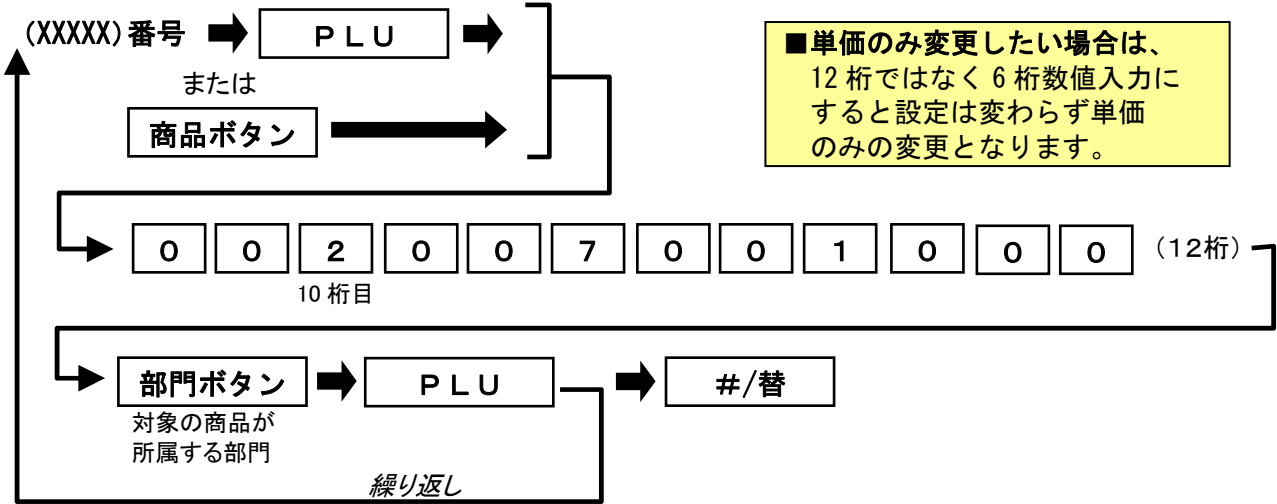 (XXXXX)番号 PLU
または
商品ボタン
■単価のみ変更したい場合は、
12桁ではなく6桁数値入力に
すると設定は変わらず単価
のみの変更となります。
0 0 2 0 0 7 0 0 1 0 0 0 (12桁)
10桁目
部門ボタン PLU #/替
対象の商品が
所属する部門
繰り返し